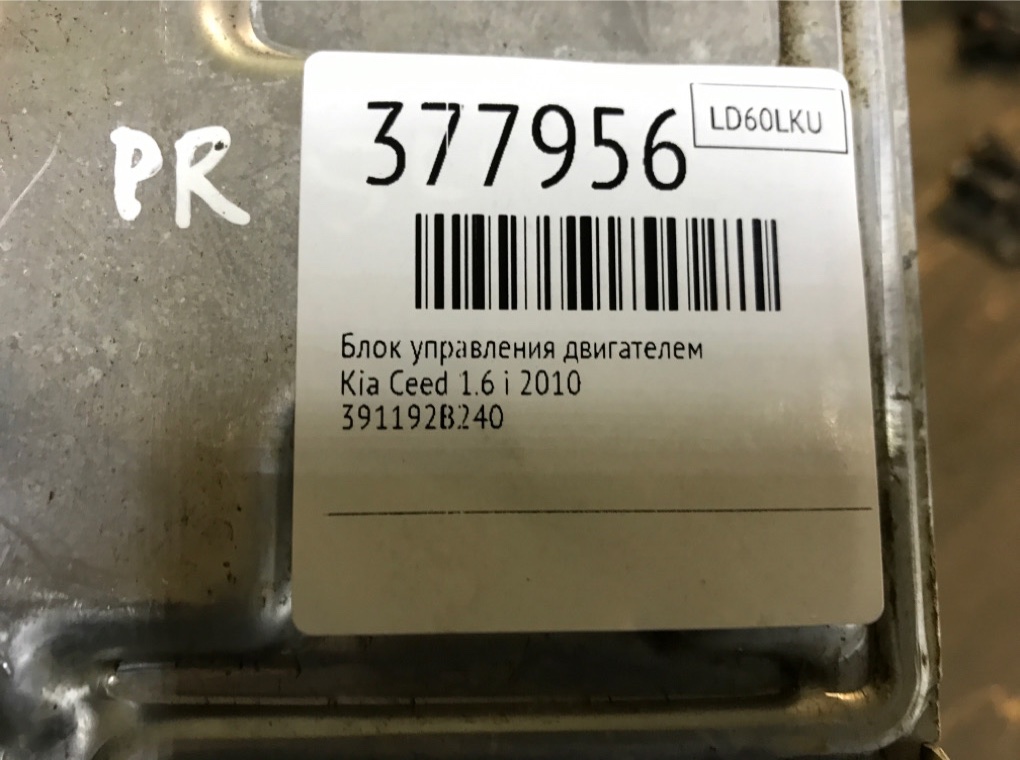 PR
377956
LD60LKU
Блок управления двигателем
Kia Ceed 1.6 i 2010
391192B240